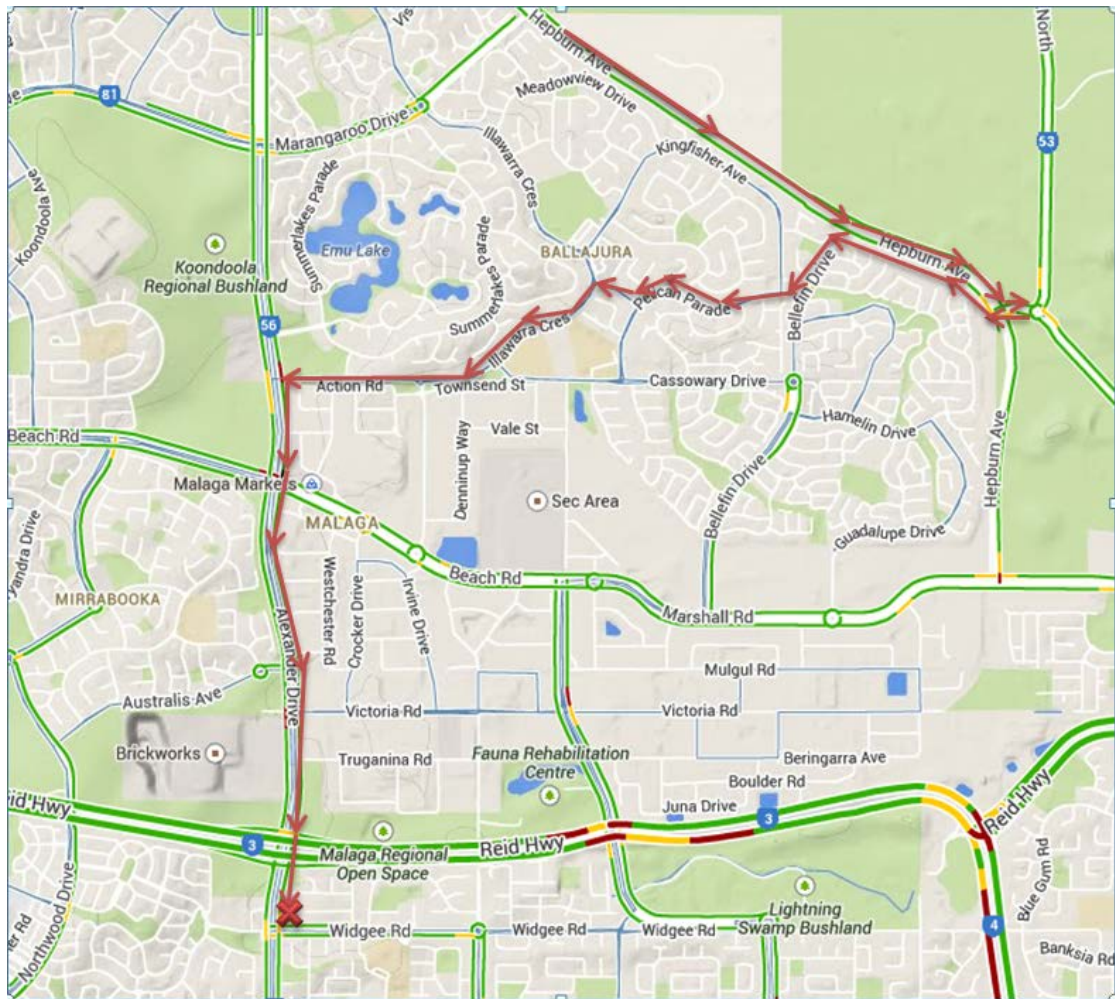 Hepburn Ave
North
Meadowview Drive
81
Marangaroo Drive
Illawarra Cres
Kingfisher Ave
53
Koondoola Ave
Summerlakes Parade
Emu Lake
Summerlakes Parade
BALLAJURA
Hepburn Ave
Koondoola
Regional Bushland
Pelican Parade
Bellefin Drive
56
Illawarra Cres
Action Rd
Townsend St
Cassowary Drive
Beach Rd
Vale St
Hamelin Drive
Denninup Way
Hepburn Ave
Malaga Markets
Sec Area
Bellefin Drive
MALAGA
Guadalupe Drive
Beach Rd
MIRRABOOKA
Westchester Rd
Crocker Drive
Irvine Drive
Marshall Rd
Alexander Drive
Mulgul Rd
Australis Ave
Victoria Rd
Victoria Rd
Brickworks
Truganina Rd
Fauna Rehabilitation
Centre
Beringarra Ave
Boulder Rd
Juna Drive
3
Reid Hwy
3
Reid Hwy
Malaga Regional
Open Space
Blue Gum Rd
Northwood Drive
Lightning
Swamp Bushland
4
Widgee Rd
Widgee Rd
Widgee Rd
Banksia Rd